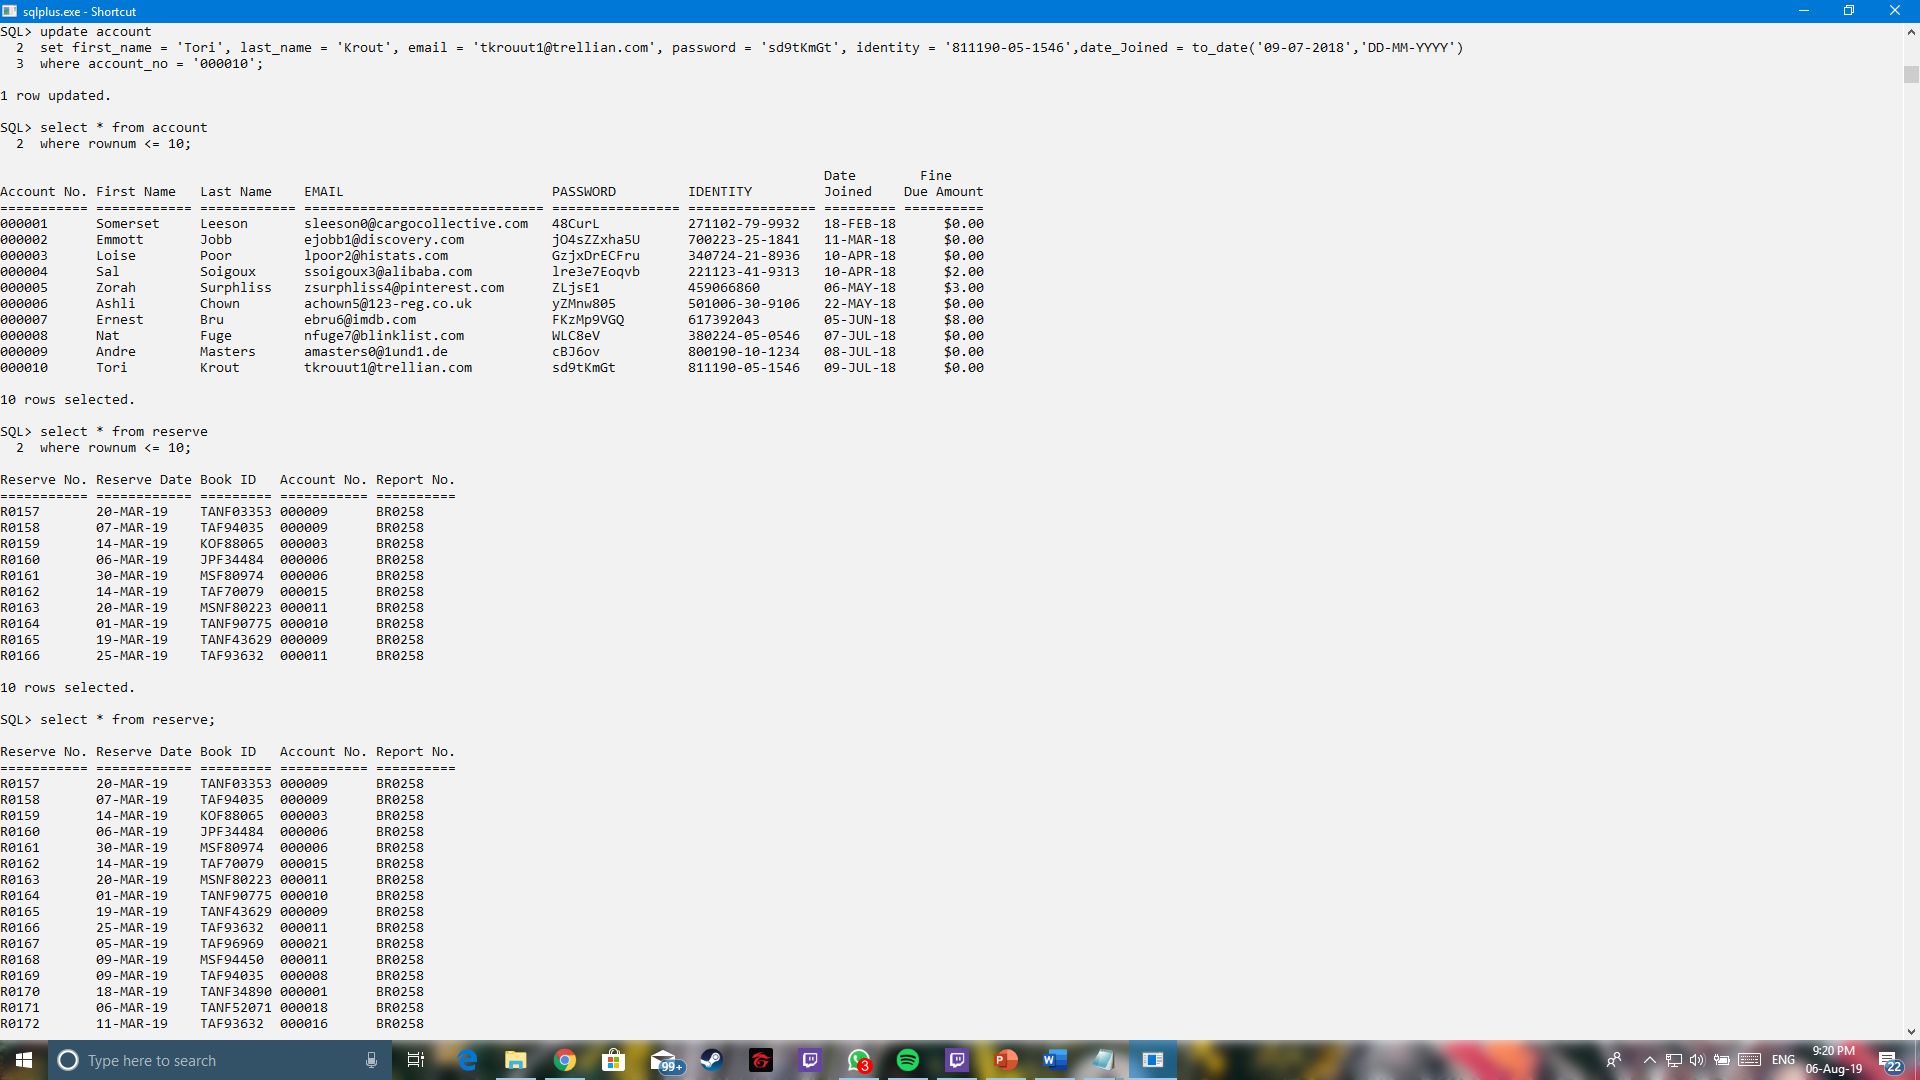 sqlplus.exe - Shortcut
SQL> update account
  2  set first_name = 'Tori', last_name = 'Krout', email = 'tkrouut1@trellian.com', password = 'sd9tKmGt', identity = '811190-05-1546',date_Joined = to_date('09-07-2018','DD-MM-YYYY')
  3  where account_no = '000010';
1 row updated.
SQL> select * from account
  2  where rownum <= 10;
Date Fine
Account No. First Name   Last Name    EMAIL                          PASSWORD         IDENTITY         Joined    Due Amount
=========== ============ ============ ============================== ================ ================ ========= ==========
000001      Somerset     Leeson       sleeson0@cargocollective.com   48CurL           271102-79-9932   18-FEB-18      $0.00
000002      Emmott       Jobb         ejobb1@discovery.com           jO4sZZxha5U      700223-25-1841   11-MAR-18      $0.00
000003      Loise        Poor         lpoor2@histats.com             GzjxDrECFru      340724-21-8936   10-APR-18      $0.00
000004      Sal          Soigoux      ssoigoux3@alibaba.com          lre3e7Eoqvb      221123-41-9313   10-APR-18      $2.00
000005      Zorah        Surphliss    zsurphliss4@pinterest.com      ZLjsE1           459066860        06-MAY-18      $3.00
000006      Ashli        Chown        achown5@123-reg.co.uk          yZMnw805         501006-30-9106   22-MAY-18      $0.00
000007      Ernest       Bru          ebru6@imdb.com                 FKzMp9VGQ        617392043        05-JUN-18      $8.00
000008      Nat          Fuge         nfuge7@blinklist.com           WLC8eV           380224-05-0546   07-JUL-18      $0.00
000009      Andre        Masters      amasters0@1und1.de             cBJ6ov           800190-10-1234   08-JUL-18      $0.00
000010      Tori         Krout        tkrouut1@trellian.com          sd9tKmGt         811190-05-1546   09-JUL-18      $0.00
10 rows selected.
SQL> select * from reserve
  2  where rownum <= 10;
Reserve No. Reserve Date Book ID   Account No. Report No.
=========== ============ ========= =========== ==========
R0157       20-MAR-19    TANF03353 000009      BR0258
R0158       07-MAR-19    TAF94035  000009      BR0258
R0159       14-MAR-19    KOF88065  000003      BR0258
R0160       06-MAR-19    JPF34484  000006      BR0258
R0161       30-MAR-19    MSF80974  000006      BR0258
R0162       14-MAR-19    TAF70079  000015      BR0258
R0163       20-MAR-19    MSNF80223 000011      BR0258
R0164       01-MAR-19    TANF90775 000010      BR0258
R0165       19-MAR-19    TANF43629 000009      BR0258
R0166       25-MAR-19    TAF93632  000011      BR0258
10 rows selected.
SQL> select * from reserve;
Reserve No. Reserve Date Book ID   Account No. Report No.
=========== ============ ========= =========== ==========
R0157       20-MAR-19    TANF03353 000009      BR0258
R0158       07-MAR-19    TAF94035  000009      BR0258
R0159       14-MAR-19    KOF88065  000003      BR0258
R0160       06-MAR-19    JPF34484  000006      BR0258
R0161       30-MAR-19    MSF80974  000006      BR0258
R0162       14-MAR-19    TAF70079  000015      BR0258
R0163       20-MAR-19    MSNF80223 000011      BR0258
R0164       01-MAR-19    TANF90775 000010      BR0258
R0165       19-MAR-19    TANF43629 000009      BR0258
R0166       25-MAR-19    TAF93632  000011      BR0258
R0167       05-MAR-19    TAF96969  000021      BR0258
R0168       09-MAR-19    MSF94450  000011      BR0258
R0169       09-MAR-19    TAF94035  000008      BR0258
R0170       18-MAR-19    TANF34890 000001      BR0258
R0171       06-MAR-19    TANF52071 000018      BR0258
R0172       11-MAR-19    TAF93632  000016      BR0258
Type here to search
99+
3
ENG
9:20 PM
06-Aug-19
22